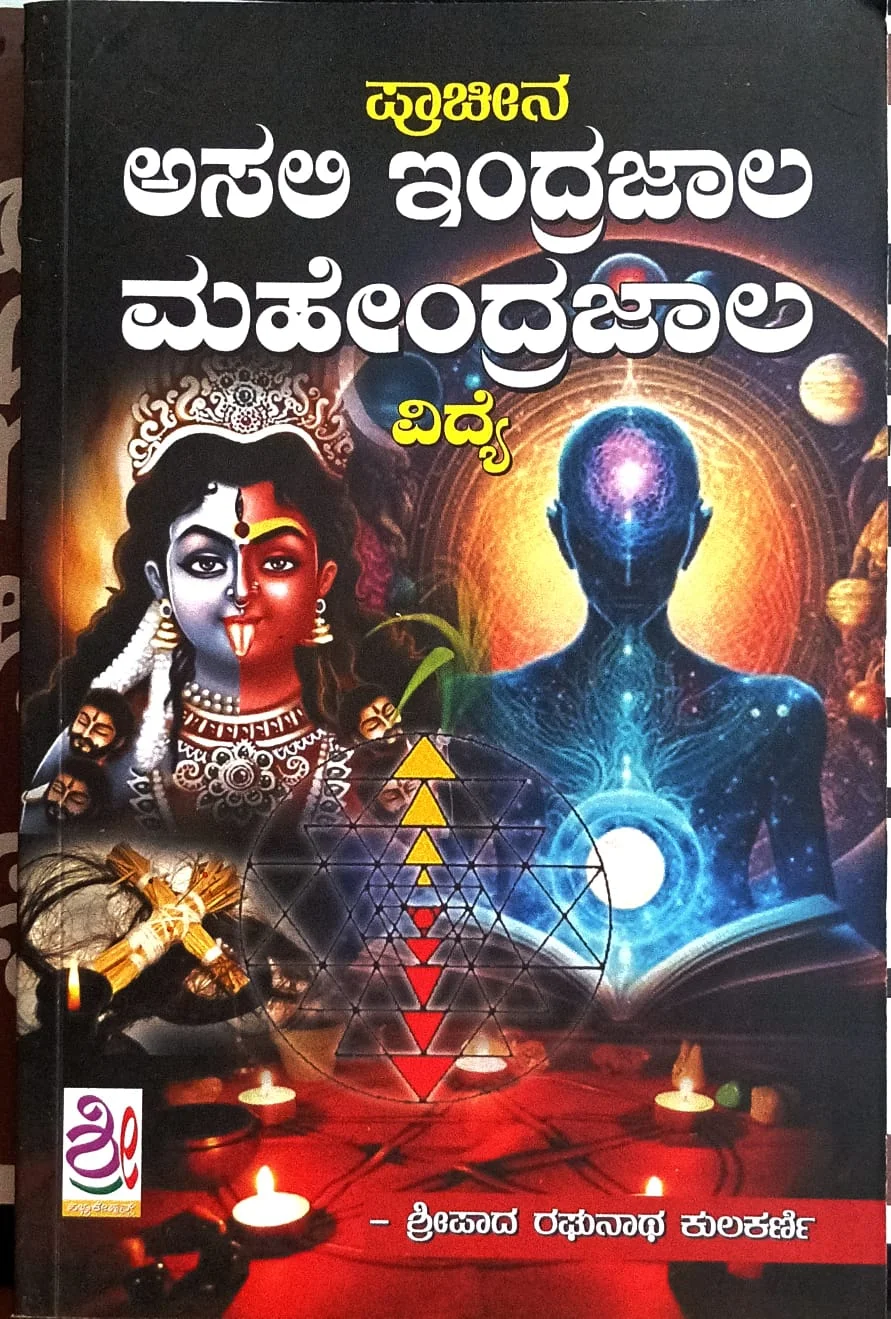 ಪ್ರಾಚೀನ
ಅಸಲಿ ಇಂದ್ರಜಾಲ
ಮಹೇಂದ್ರಜಾಲ
ವಿದ್ಯೆ
ಶ್ರೀ
- ಶ್ರೀಪಾದ ರಘುನಾಥ ಕುಲಕರ್ಣಿ